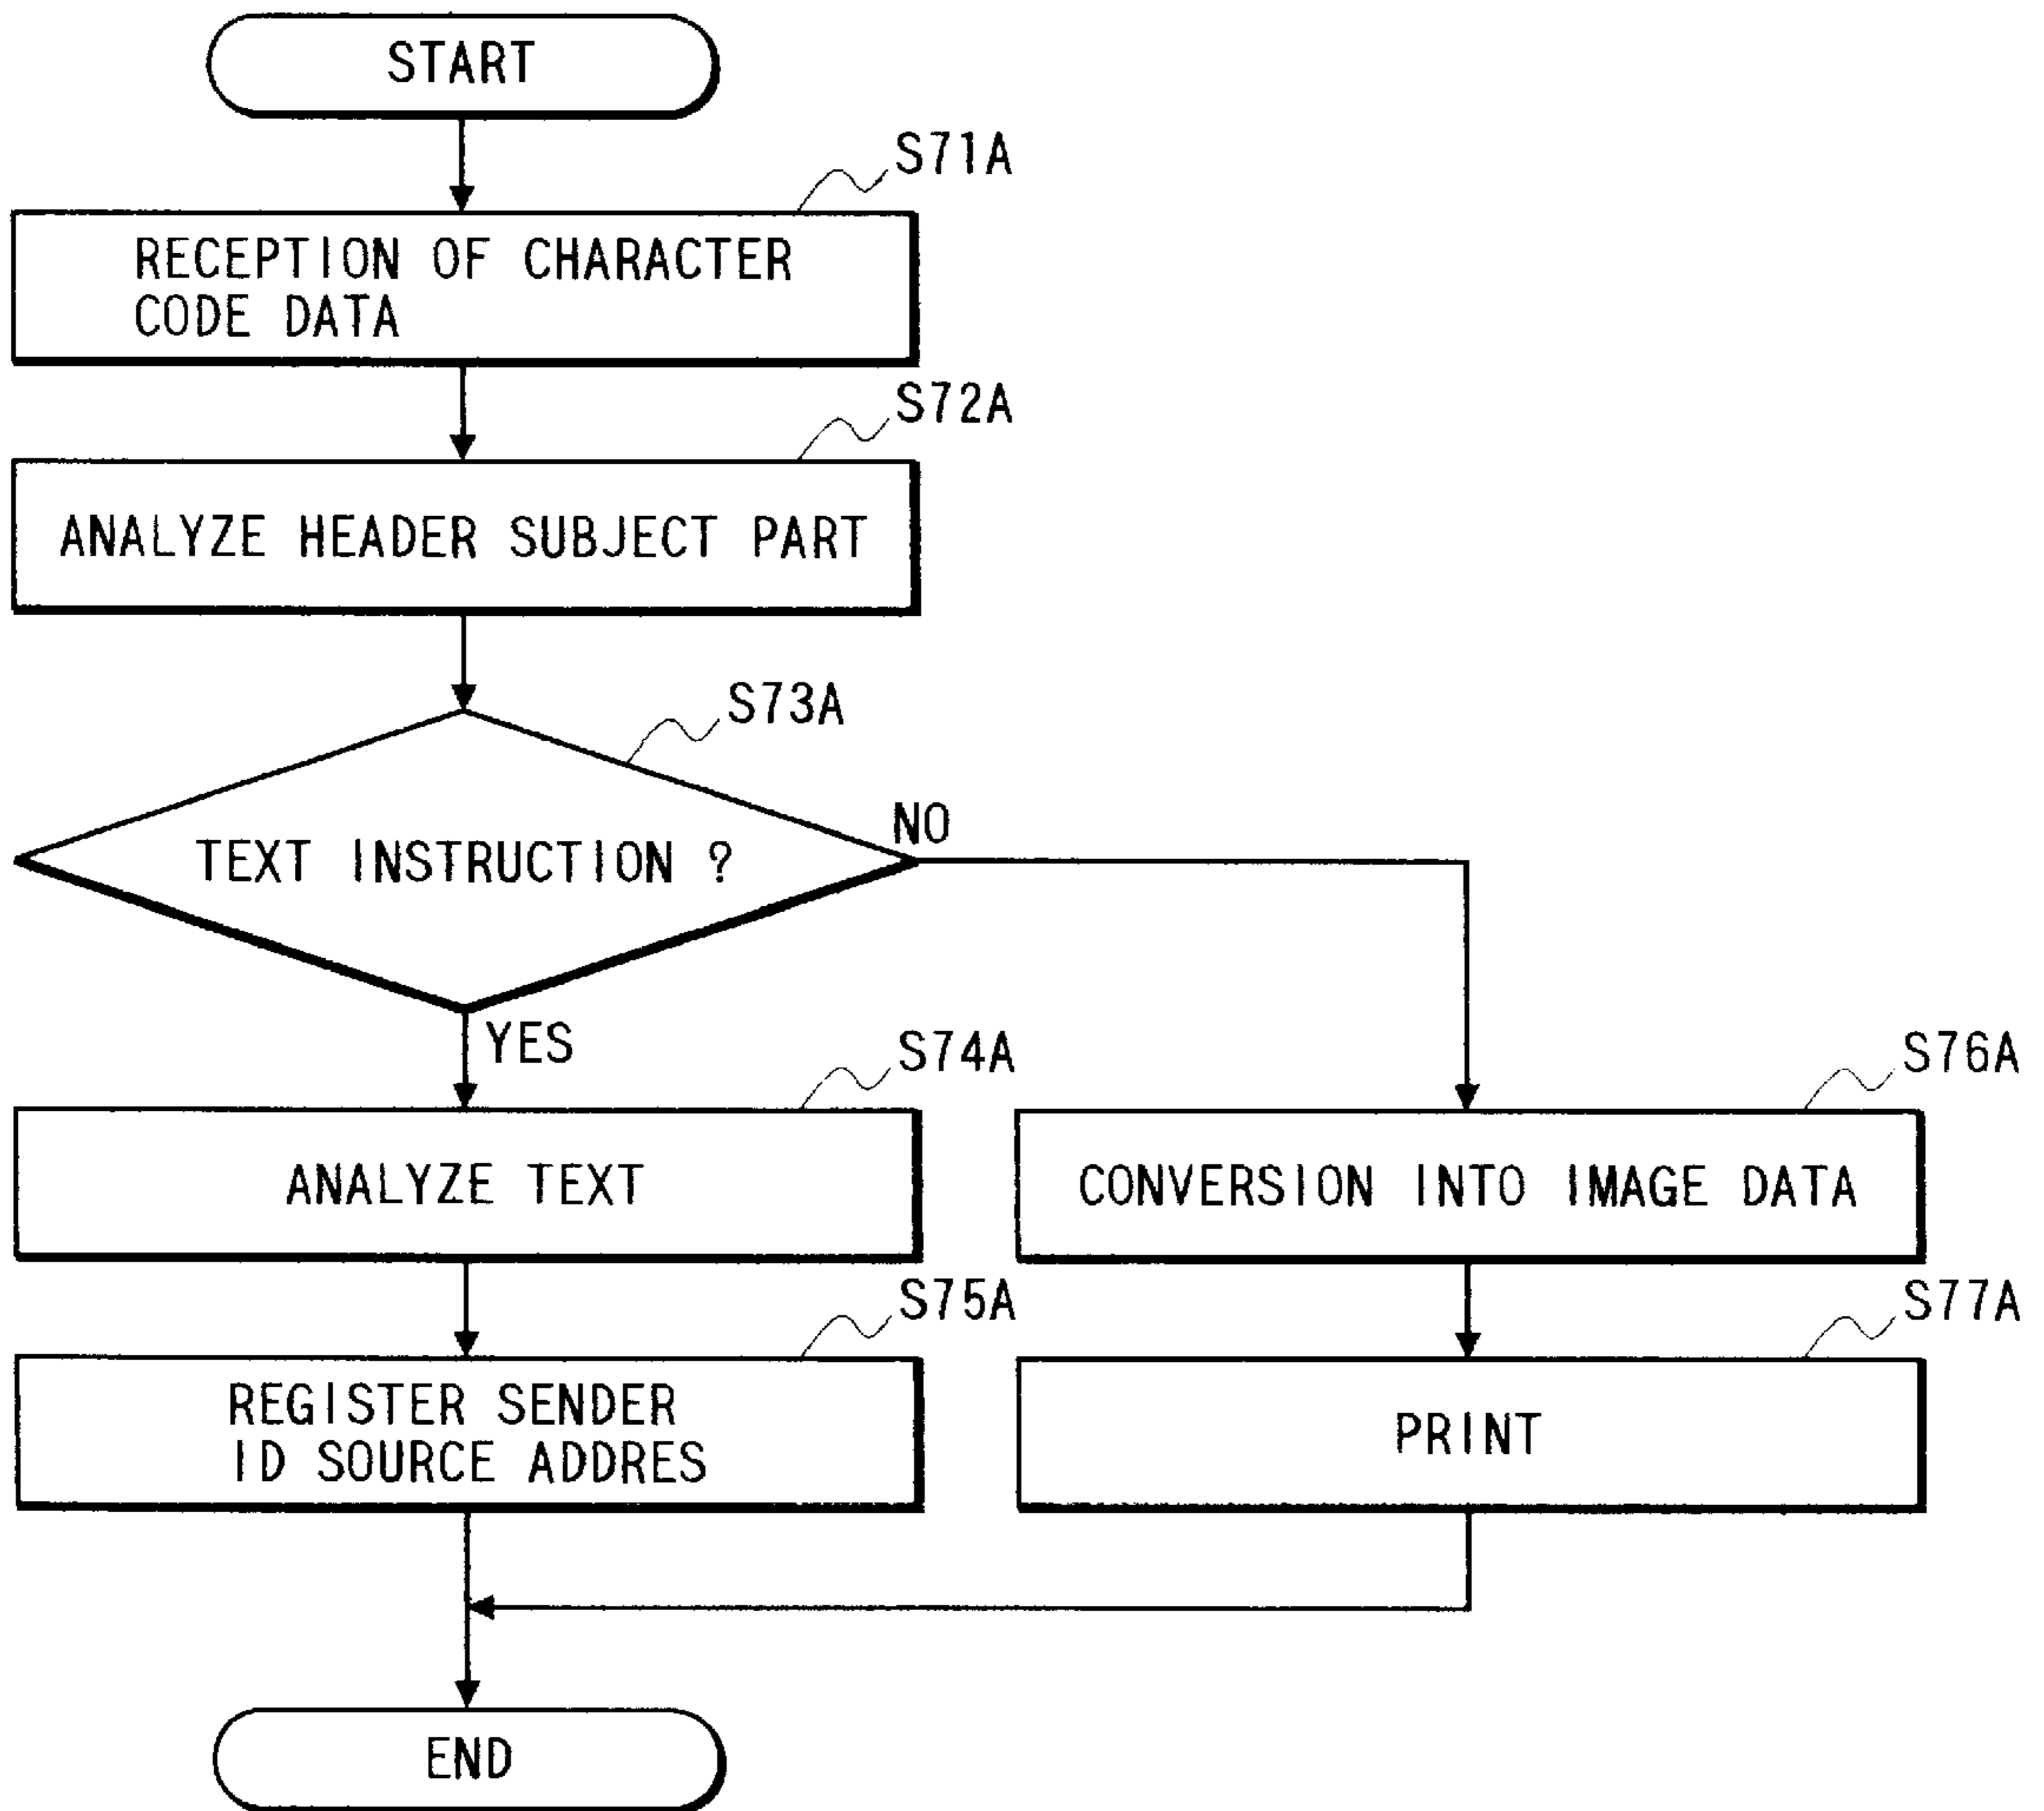 START
S71A
RECEPTION OF CHARACTER
CODE DATA
S72A
ANALYZE HEADER SUBJECT PART
S73A
TEXT INSTRUCTION ?
NO
YES
S74A
ANALYZE TEXT
S75A
REGISTER SENDER
ID SOURCE ADDRES
S76A
CONVERSION INTO IMAGE DATA
S77A
PRINT
END